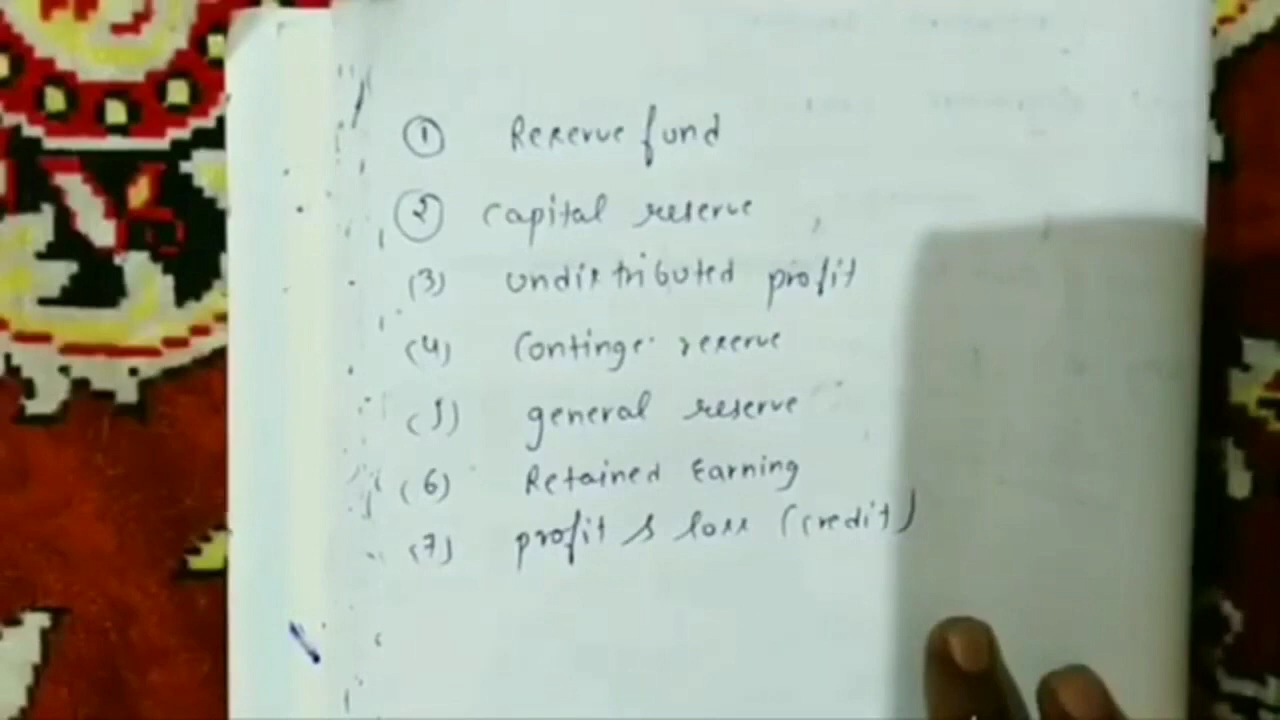 ① Reserve fund
② Capital reserve
(3) undistributed profit
(4) Continge reserve
(5) general reserve
(6) Retained Earning
(7) profit & loss (credit)